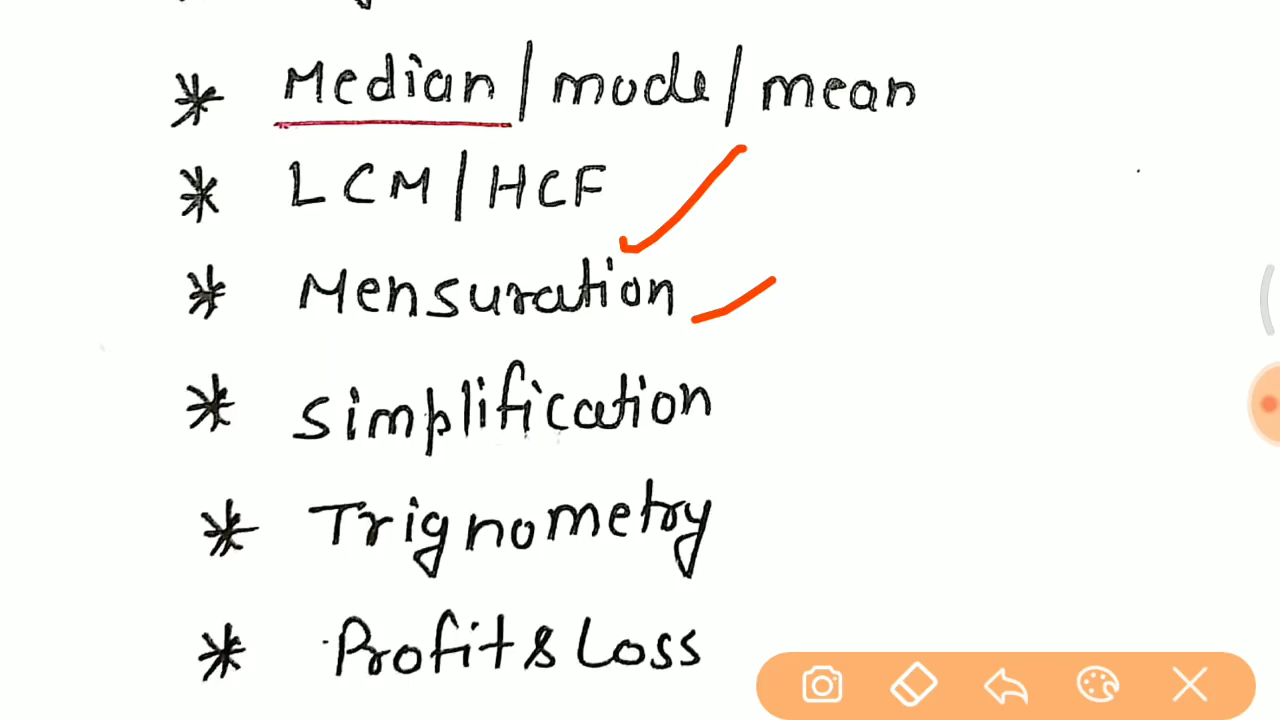 * Median/mode/mean
* LCM/HCF
* Mensuration
* Simplification
* Trignometry
* Profit & Loss